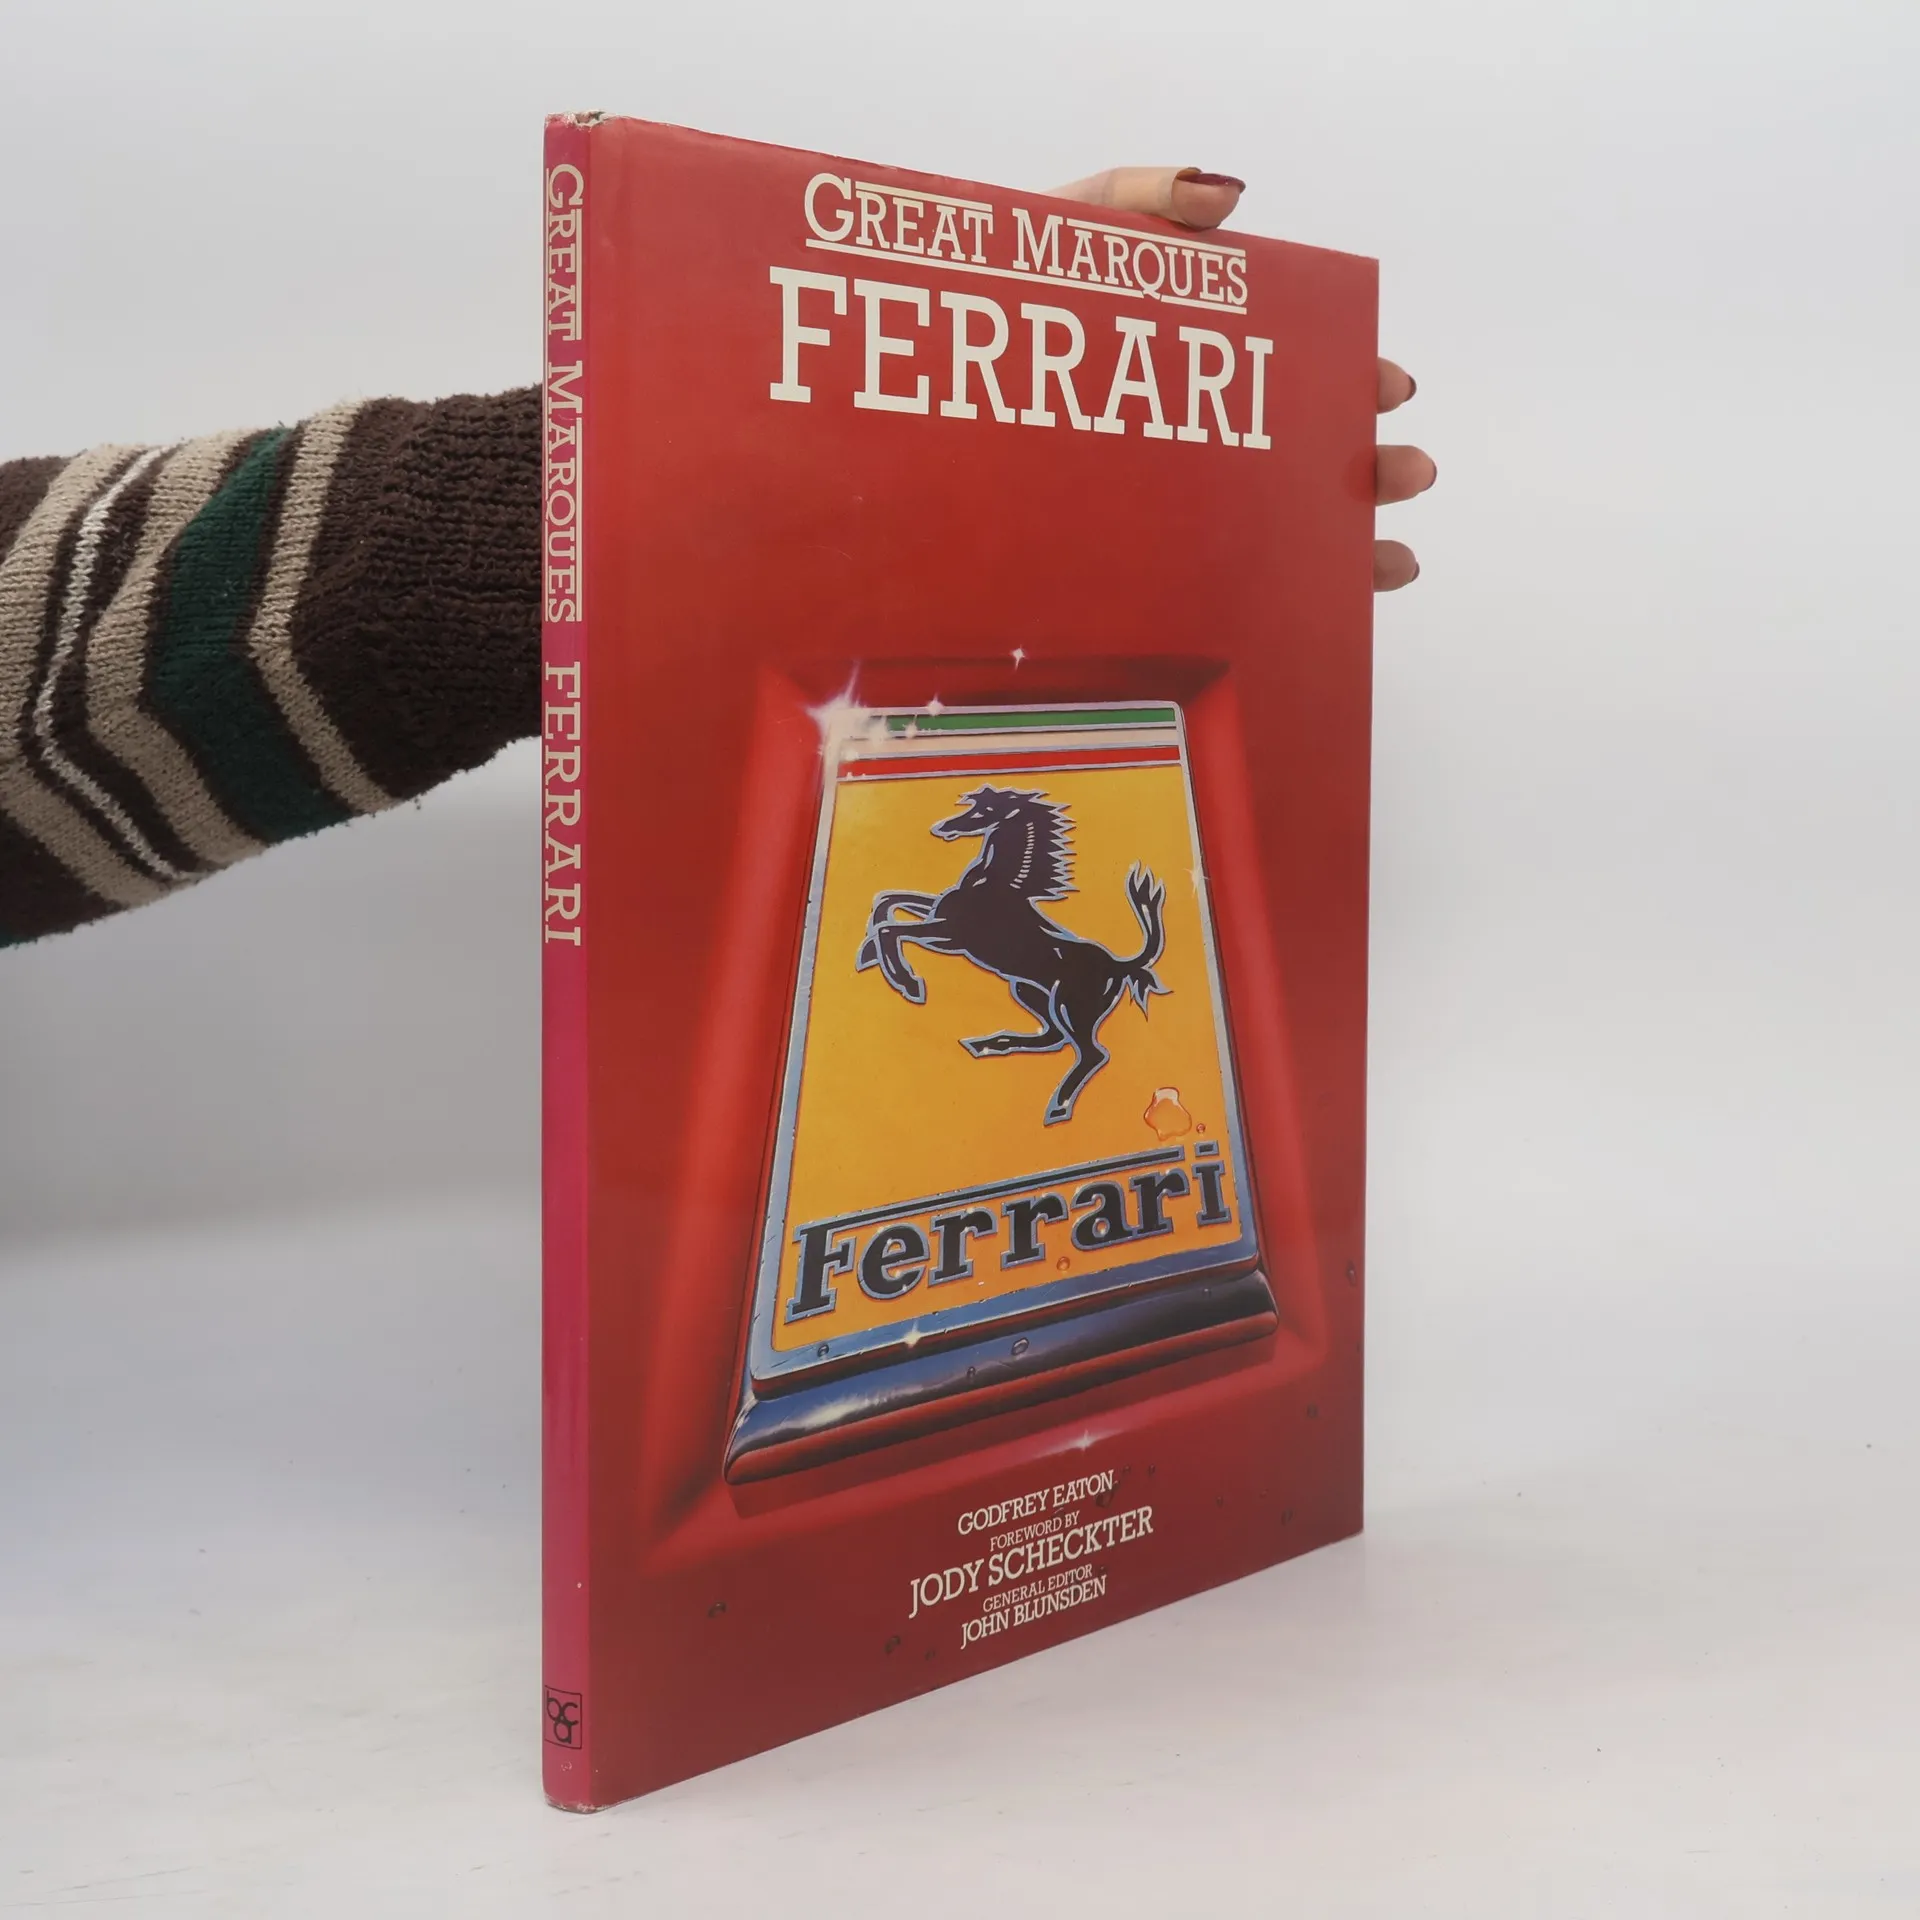 GREAT MARQUES FERRARI
GREAT MARQUES
FERRARI
Ferrari
GODFREY EATON
FOREWORD BY
JODY SCHECKTER
GENERAL EDITOR
JOHN BLUNSDEN